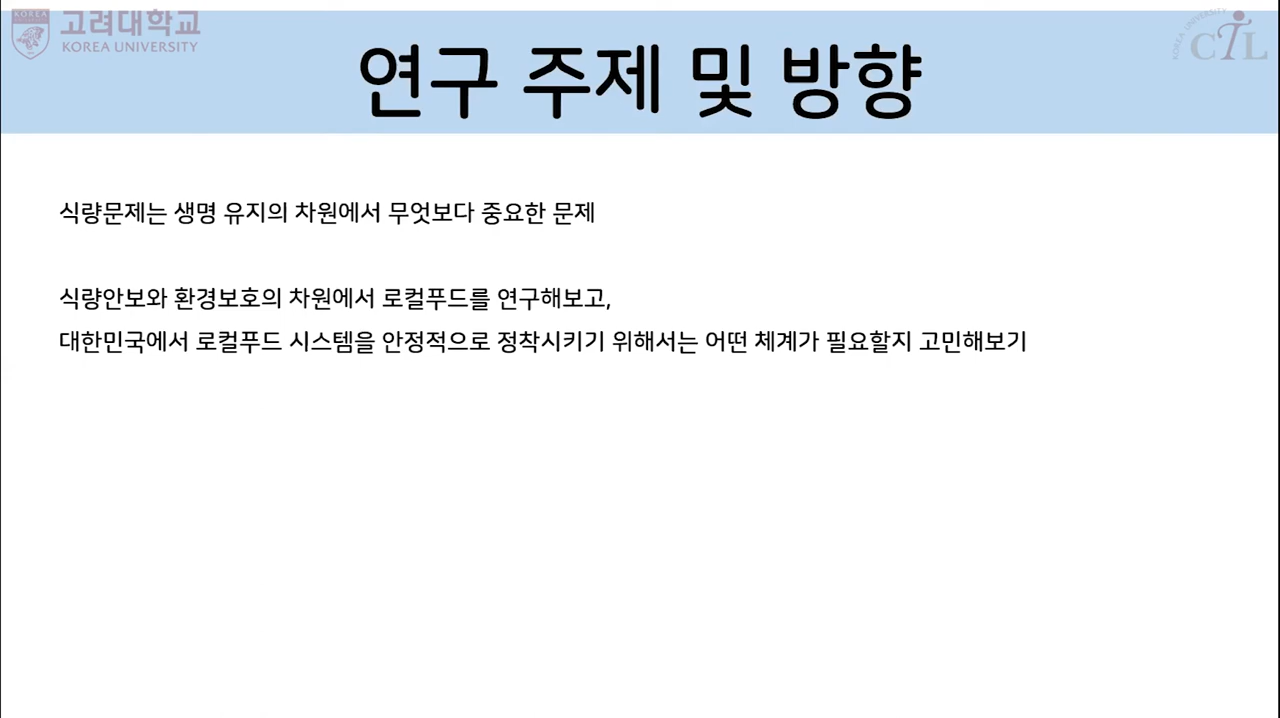 고려대학교
KOREA UNIVERSITY
KOREA
KOREA UNIVERSITY
CTL
연구 주제 및 방향
식량문제는 생명 유지의 차원에서 무엇보다 중요한 문제
식량안보와 환경보호의 차원에서 로컬푸드를 연구해보고,
대한민국에서 로컬푸드 시스템을 안정적으로 정착시키기 위해서는 어떤 체계가 필요할지 고민해보기